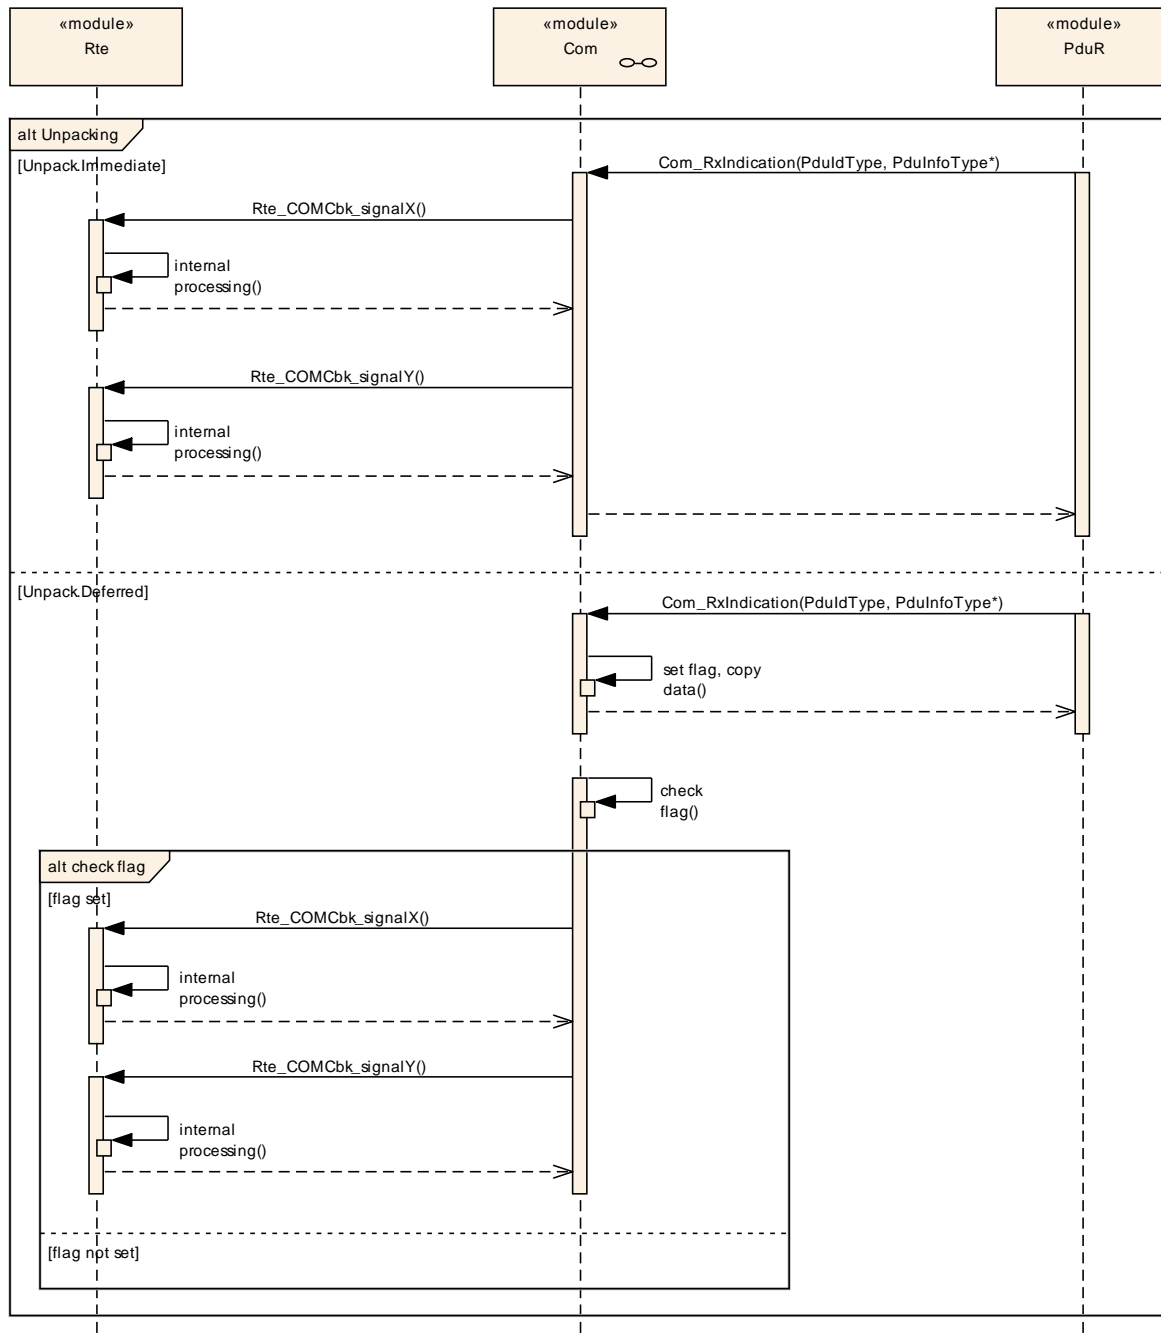 «module»
Rte
«module»
Com
«module»
PduR
alt Unpacking
[Unpack.Immediate]
Com_RxIndication(PduIdType, PduInfoType*)
Rte_COMCbk_signalX()
internal
processing()
Rte_COMCbk_signalY()
internal
processing()
[Unpack.Deferred]
Com_RxIndication(PduIdType, PduInfoType*)
set flag, copy
data()
check
flag()
alt check flag
[flag set]
Rte_COMCbk_signalX()
internal
processing()
Rte_COMCbk_signalY()
internal
processing()
[flag not set]